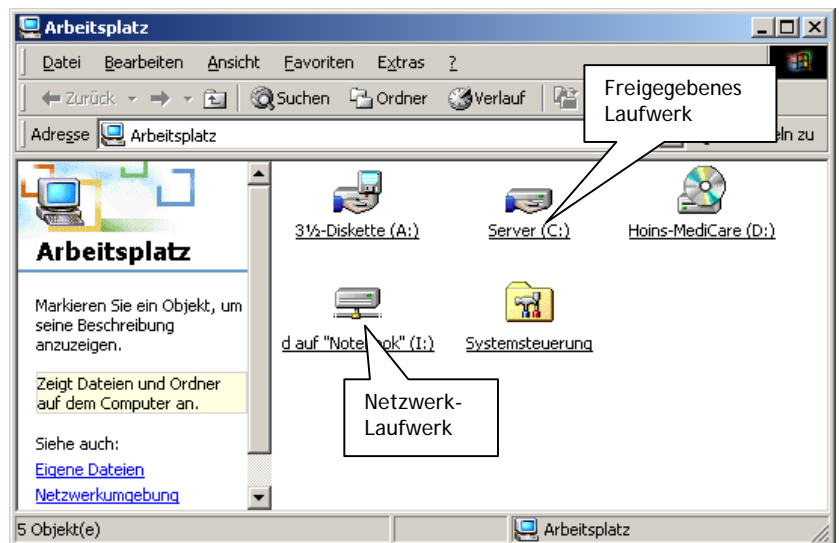 Arbeitsplatz
Datei Bearbeiten Ansicht Favoriten Extras ?
Zurück Suchen Ordner Verlauf
Freigegebenes
Laufwerk
Adresse Arbeitsplatz eln zu
Arbeitsplatz
3½-Diskette (A:) Server (C:) Hoins-MediCare (D:)
Markieren Sie ein Objekt, um
seine Beschreibung
anzuzeigen.
d auf "Notebook" (I:) Systemsteuerung
Zeigt Dateien und Ordner
auf dem Computer an.
Netzwerk-
Laufwerk
Siehe auch:
Eigene Dateien
Netzwerkumgebung
5 Objekt(e) Arbeitsplatz